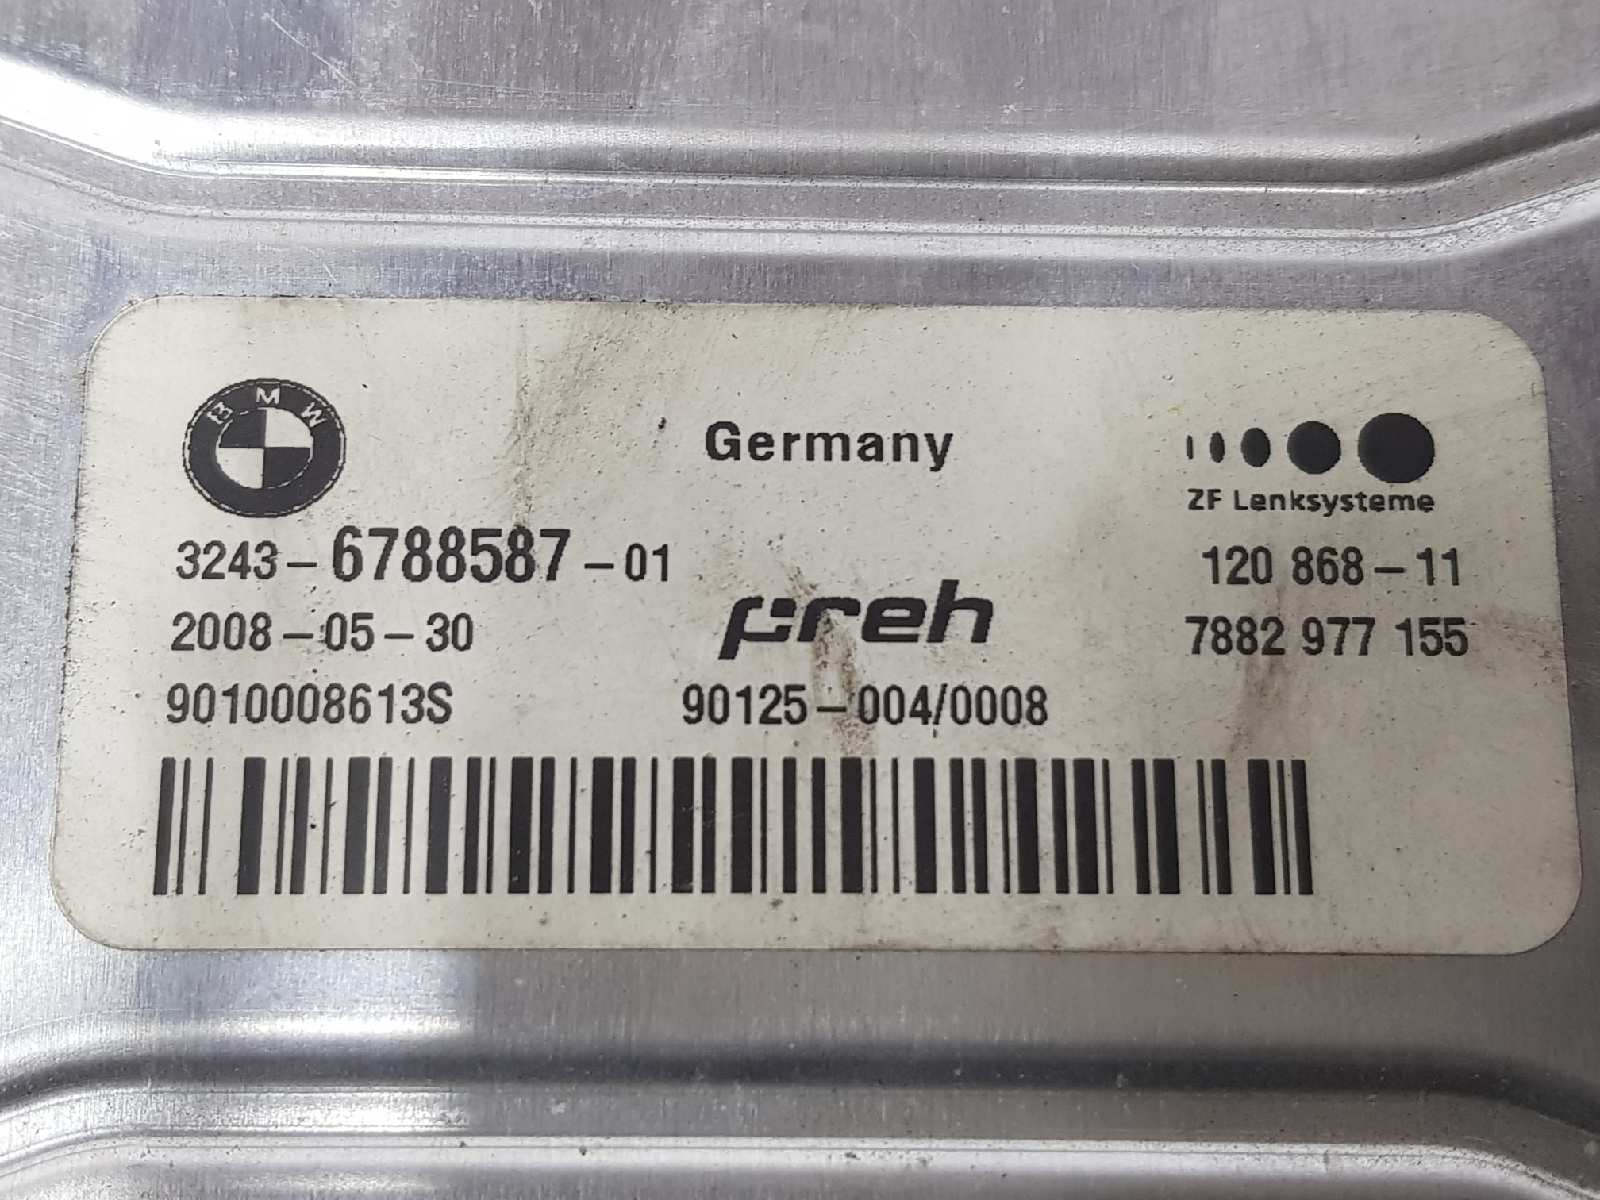 BMW
Germany
ZF Lenksysteme
3243-6788587-01
120 868-11
2008-05-30
preh
7882 977 155
9010008613S
90125-004/0008